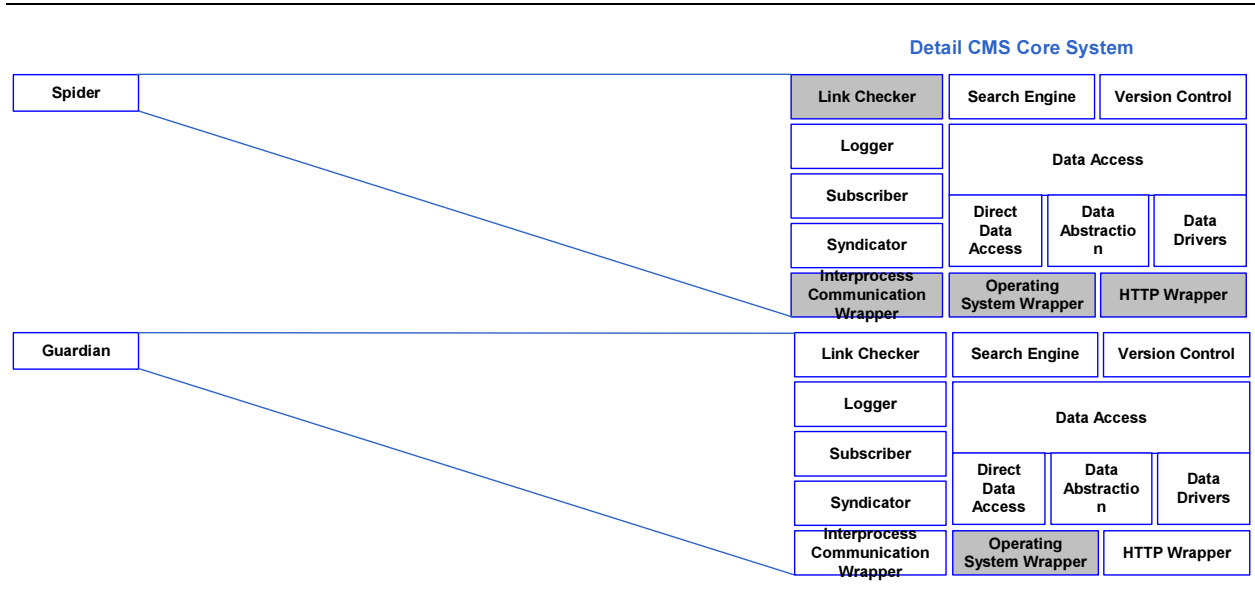 Detail CMS Core System
Spider
Link Checker
Search Engine
Version Control
Logger
Data Access
Subscriber
Direct
Data
Access
Data
Abstractio
n
Data
Drivers
Syndicator
Interprocess
Communication
Wrapper
Operating
System Wrapper
HTTP Wrapper
Guardian
Link Checker
Search Engine
Version Control
Logger
Data Access
Subscriber
Direct
Data
Access
Data
Abstractio
n
Data
Drivers
Syndicator
Interprocess
Communication
Wrapper
Operating
System Wrapper
HTTP Wrapper